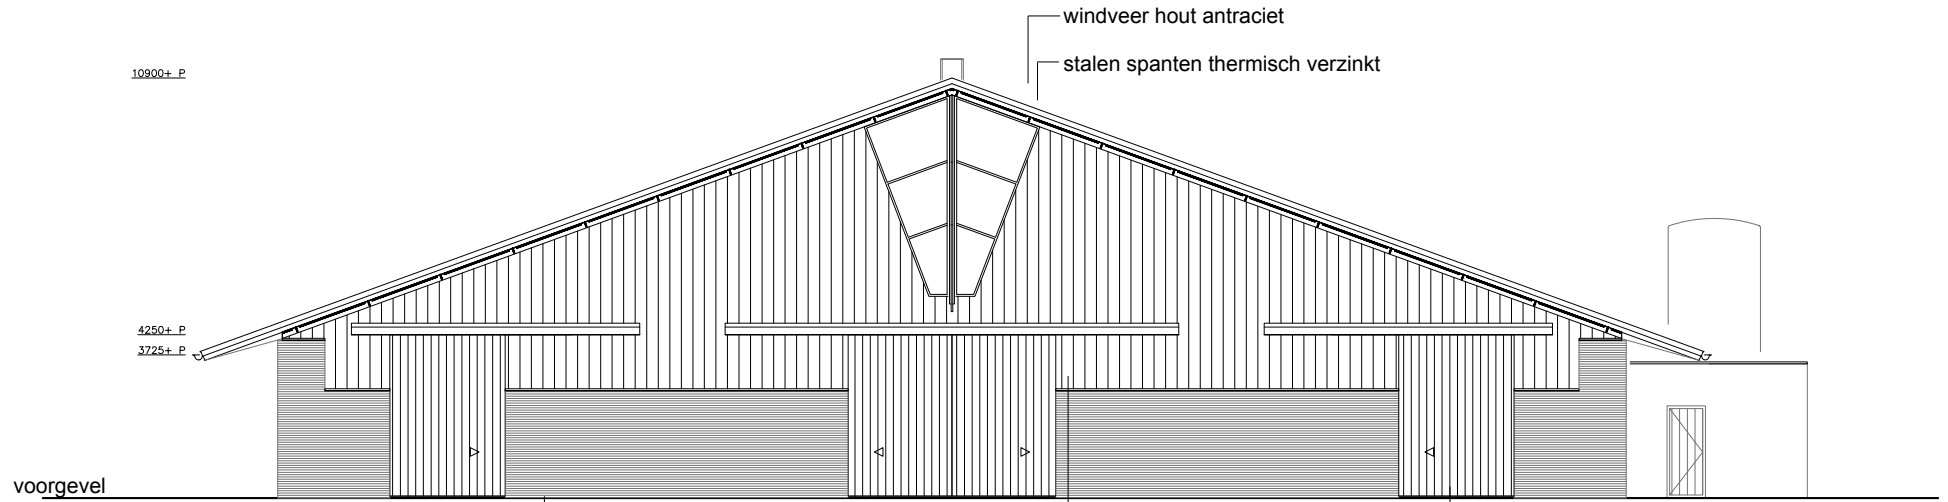 windveer hout antraciet
stalen spanten thermisch verzinkt
10900+ P
4250+ P
3725+ P
voorgevel